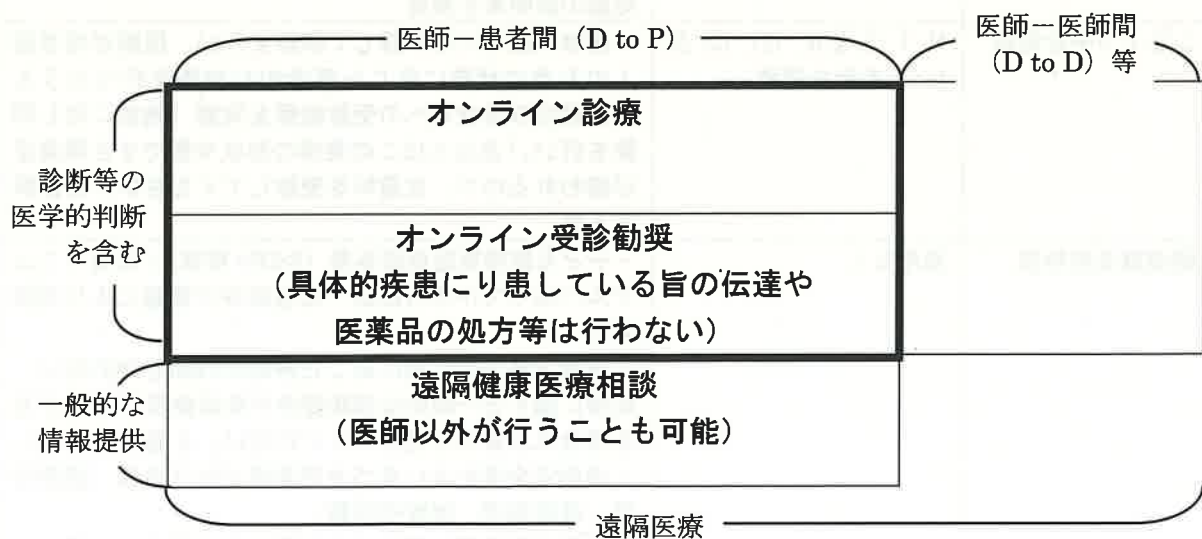 医師－患者間（D to P）
医師－医師間
（D to D）等
オンライン診療
診断等の
医学的判断
を含む
オンライン受診勧奨
（具体的疾患にり患している旨の伝達や
医薬品の処方等は行わない）
一般的な
情報提供
遠隔健康医療相談
（医師以外が行うことも可能）
遠隔医療